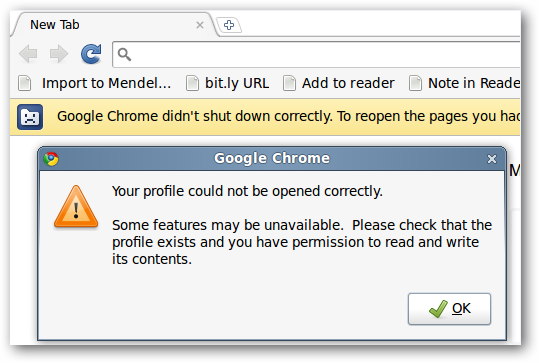 New Tab
Import to Mendel... bit.ly URL Add to reader Note in Reade
Google Chrome didn't shut down correctly. To reopen the pages you had
Google Chrome
M
Your profile could not be opened correctly.
Some features may be unavailable. Please check that the
profile exists and you have permission to read and write
its contents.
OK